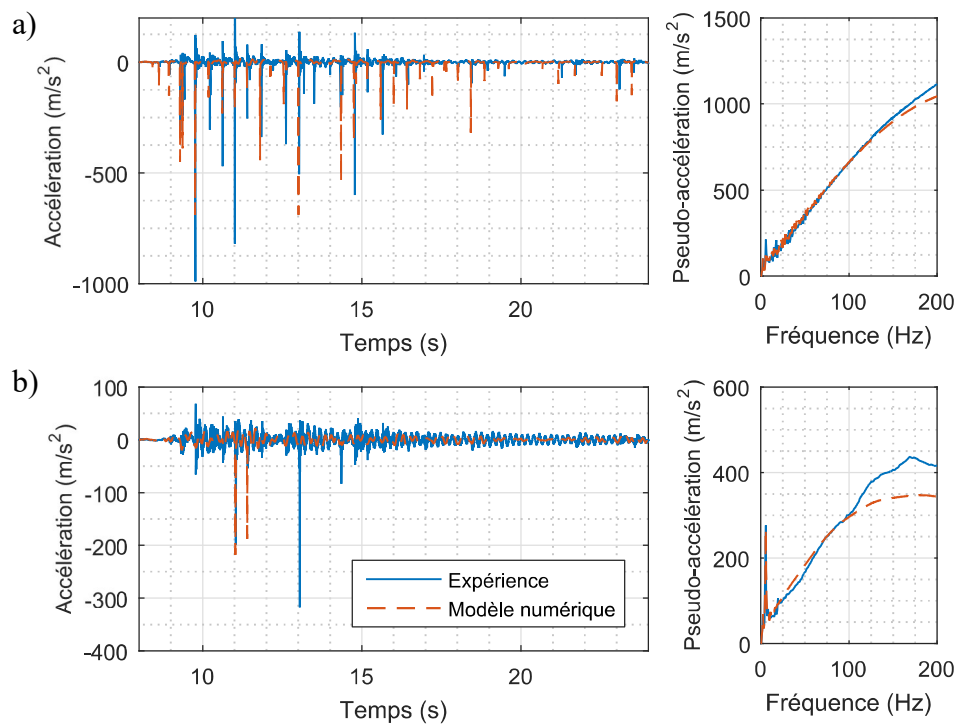 a)
Accélération (m/s²)
0
-500
-1000
10
15
20
Temps (s)
Pseudo-accélération (m/s²)
1500
1000
500
0
0
100
200
Fréquence (Hz)
b)
Accélération (m/s²)
100
0
-100
-200
-300
-400
10
15
20
Temps (s)
Expérience
Modèle numérique
Pseudo-accélération (m/s²)
600
400
200
0
0
100
200
Fréquence (Hz)